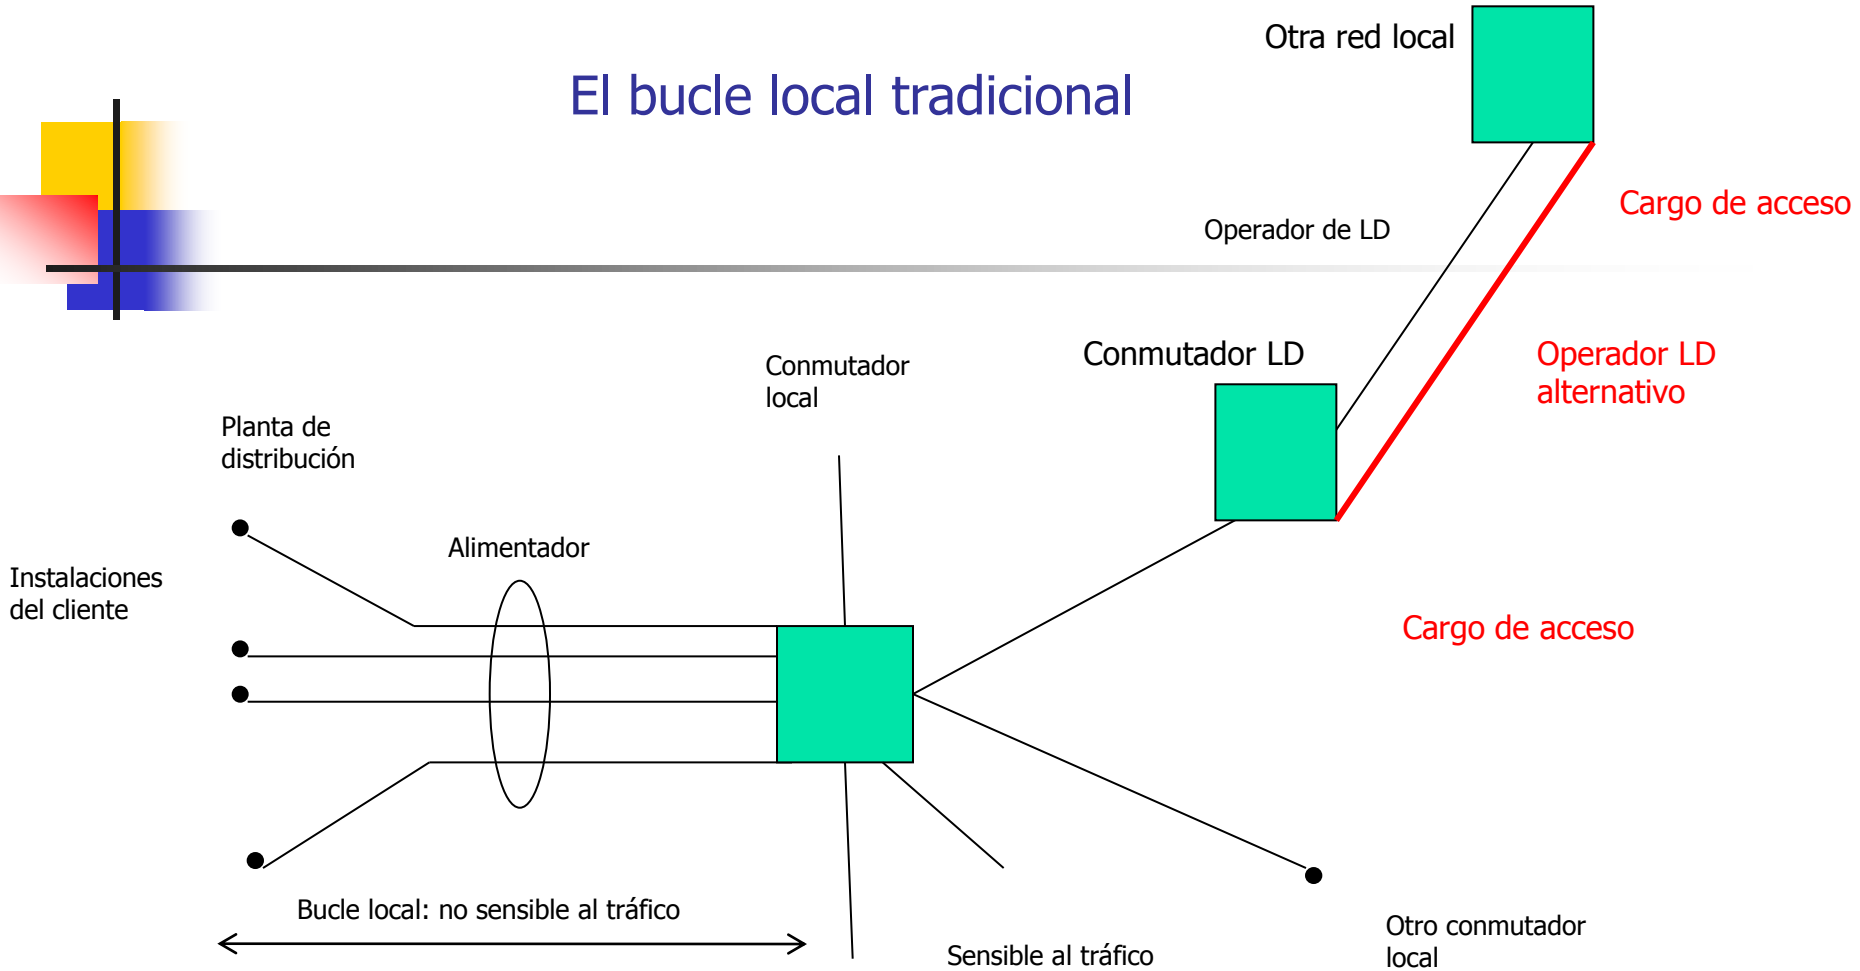 Otra red local
El bucle local tradicional
Cargo de acceso
Operador de LD
Conmutador
local
Conmutador LD
Operador LD
alternativo
Planta de
distribución
Alimentador
Instalaciones
del cliente
Cargo de acceso
Bucle local: no sensible al tráfico
Sensible al tráfico
Otro conmutador
local